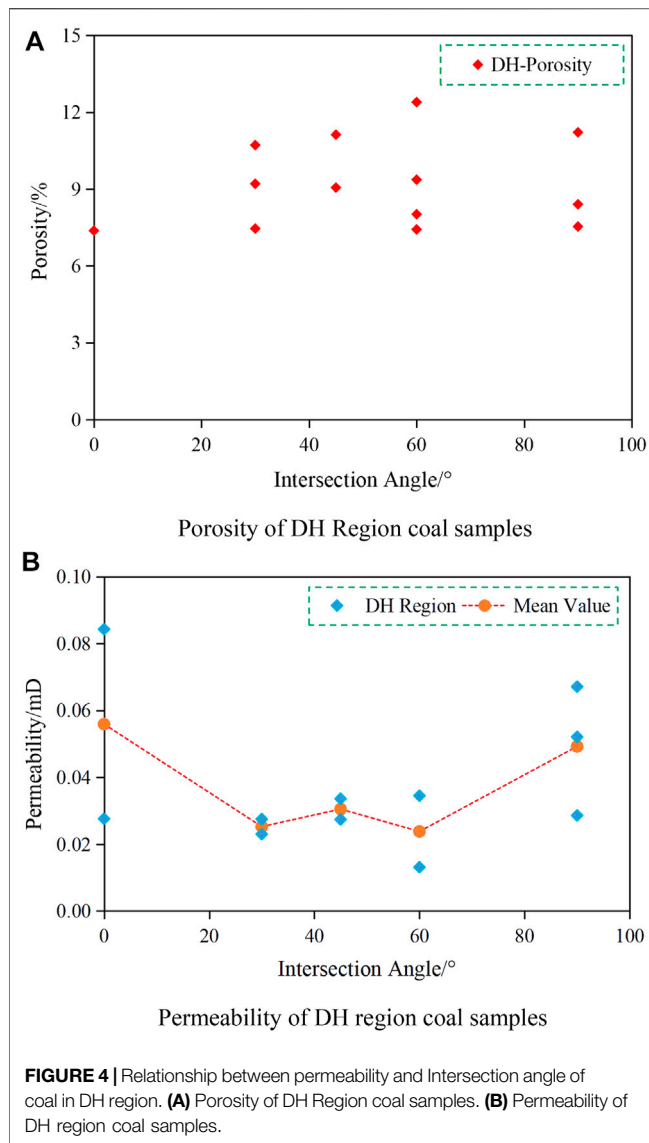 A
15
12
9
6
3
0
Porosity/%
DH-Porosity
0 20 40 60 80 100
Intersection Angle/°
Porosity of DH Region coal samples
B
0.10
0.08
0.06
0.04
0.02
0.00
Permeability/mD
DH Region Mean Value
0 20 40 60 80 100
Intersection Angle/°
Permeability of DH region coal samples
FIGURE 4 | Relationship between permeability and Intersection angle of
coal in DH region. (A) Porosity of DH Region coal samples. (B) Permeability of
DH region coal samples.